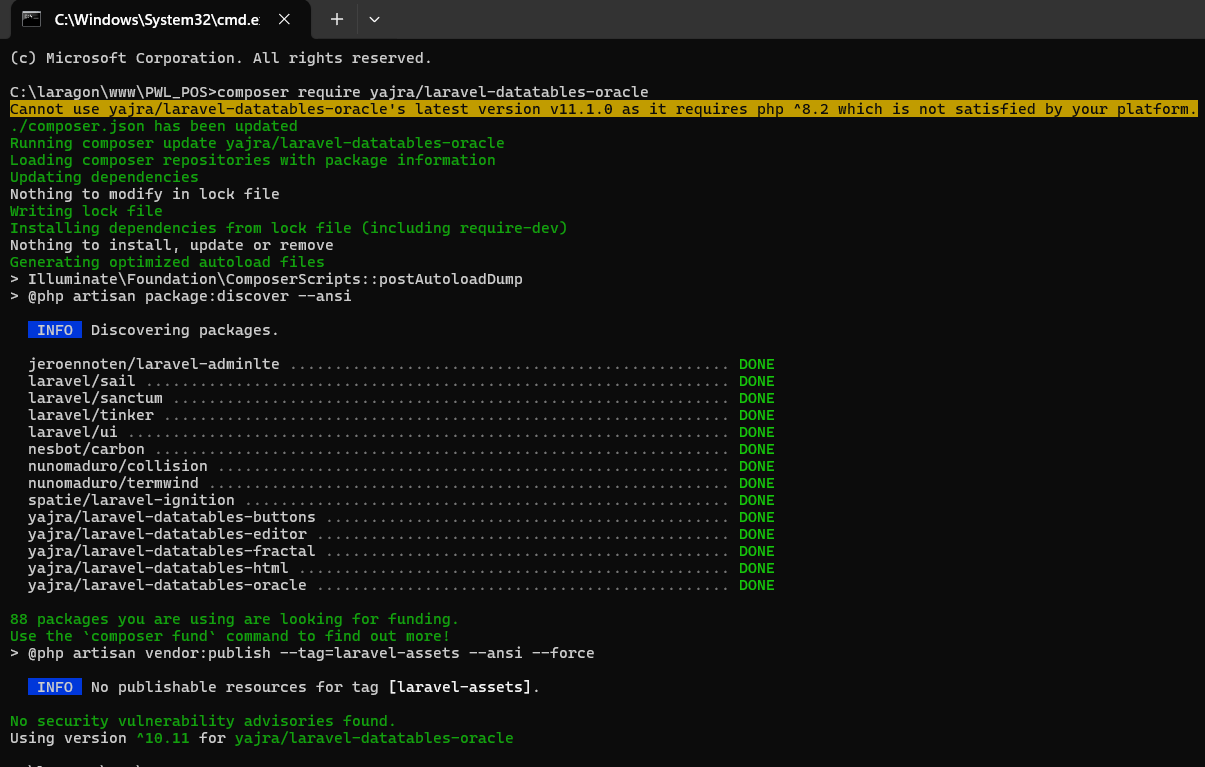 C:\Windows\System32\cmd.e
(c) Microsoft Corporation. All rights reserved.
C:\laragon\www\PWL_POS>composer require yajra/laravel-datatables-oracle
Cannot use yajra/laravel-datatables-oracle's latest version v11.1.0 as it requires php ^8.2 which is not satisfied by your platform.
./composer.json has been updated
Running composer update yajra/laravel-datatables-oracle
Loading composer repositories with package information
Updating dependencies
Nothing to modify in lock file
Writing lock file
Installing dependencies from lock file (including require-dev)
Nothing to install, update or remove
Generating optimized autoload files
> Illuminate\Foundation\ComposerScripts::postAutoloadDump
> @php artisan package:discover --ansi
INFO Discovering packages.
jeroennoten/laravel-adminlte ................................................. DONE
laravel/sail ................................................................. DONE
laravel/sanctum .............................................................. DONE
laravel/tinker ............................................................... DONE
laravel/ui ................................................................... DONE
nesbot/carbon ................................................................ DONE
nunomaduro/collision ......................................................... DONE
nunomaduro/termwind .......................................................... DONE
spatie/laravel-ignition ...................................................... DONE
yajra/laravel-datatables-buttons ............................................. DONE
yajra/laravel-datatables-editor .............................................. DONE
yajra/laravel-datatables-fractal ............................................. DONE
yajra/laravel-datatables-html ................................................ DONE
yajra/laravel-datatables-oracle .............................................. DONE
88 packages you are using are looking for funding.
Use the `composer fund` command to find out more!
> @php artisan vendor:publish --tag=laravel-assets --ansi --force
INFO No publishable resources for tag [laravel-assets].
No security vulnerability advisories found.
Using version ^10.11 for yajra/laravel-datatables-oracle